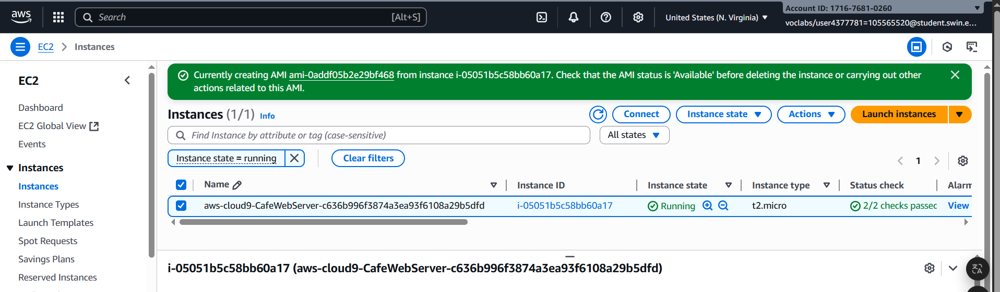 aws
Search
[Alt+S]
United States (N. Virginia)
Account ID: 1716-7681-0260
voclabs/user4377781=105565520@student.swin.e...
EC2
Instances
EC2
Dashboard
EC2 Global View
Events
Instances
Instances
Instance Types
Launch Templates
Spot Requests
Savings Plans
Reserved Instances
Currently creating AMI ami-0addf05b2e29bf468 from instance i-05051b5c58bb60a17. Check that the AMI status is 'Available' before deleting the instance or carrying out other
actions related to this AMI.
Instances (1/1) Info
Connect
Instance state
Actions
Launch instances
Find Instance by attribute or tag (case-sensitive)
All states
Instance state = running
Clear filters
1
Name
Instance ID
Instance state
Instance type
Status check
Alarm
aws-cloud9-CafeWebServer-c636b996f3874a3ea93f6108a29b5dfd
i-05051b5c58bb60a17
Running
t2.micro
2/2 checks passec
View
i-05051b5c58bb60a17 (aws-cloud9-CafeWebServer-c636b996f3874a3ea93f6108a29b5dfd)